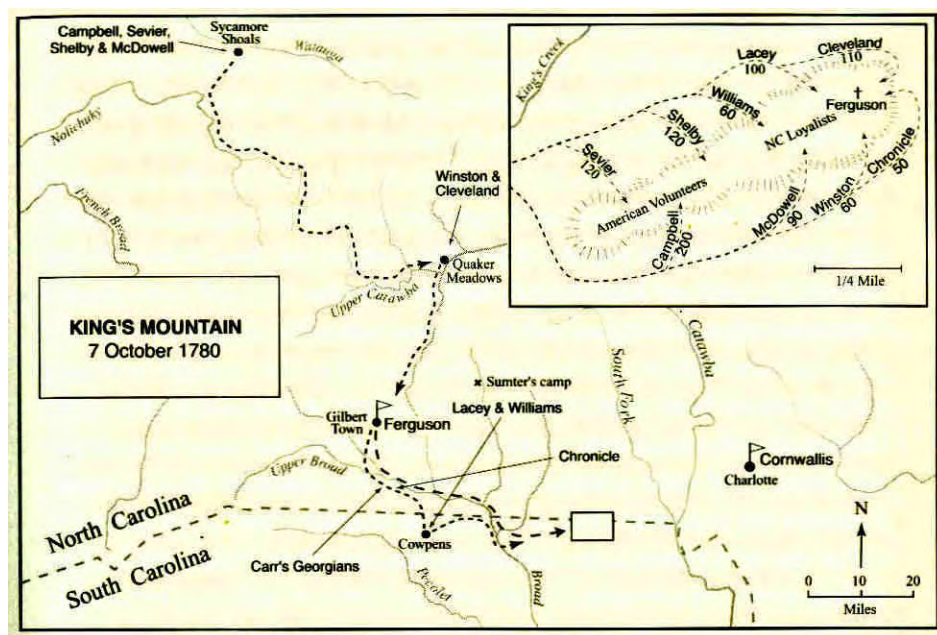 Campbell, Sevier,
Shelby & McDowell
Sycamore
Shoals
Watauga
Nolichuky
French Broad
Winston &
Cleveland
Quaker
Meadows
Upper Catawba
KING'S MOUNTAIN
7 October 1780
Sumter's camp
Lacey & Williams
Gilbert
Town
Ferguson
Chronicle
Upper Broad
South Fork
Catawba
Cornwallis
Charlotte
North Carolina
South Carolina
Cowpens
Carr's Georgians
Pecolet
Broad
N
0 10 20
Miles
King's Creek
Lacey
100
Cleveland
110
Williams
60
Ferguson
Shelby
120
NC Loyalists
Sevier
120
Chronicle
50
American Volunteers
McDowell
90
Winston
60
Campbell
200
1/4 Mile